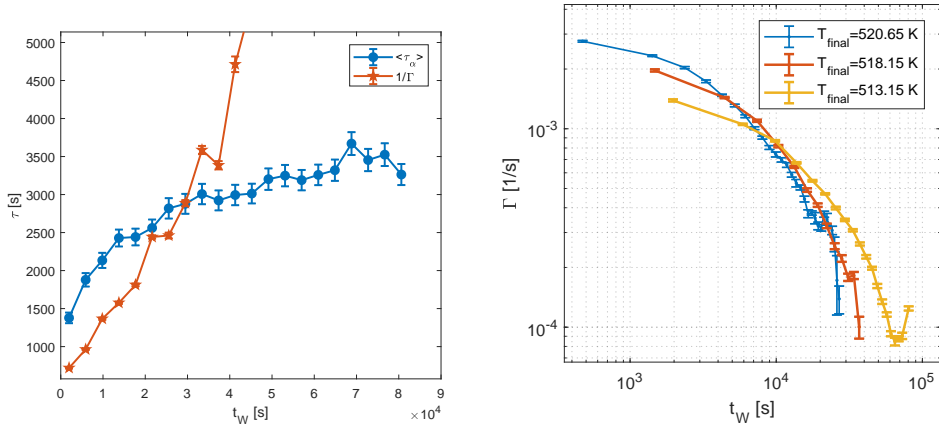 5000
4500
4000
3500
3000
2500
2000
1500
1000
τ [s]
<τα>
1/Γ
0 1 2 3 4 5 6 7 8 9
t_W [s]
×10^4
10^-3
10^-4
Γ [1/s]
T_final=520.65 K
T_final=518.15 K
T_final=513.15 K
10^3 10^4 10^5
t_W [s]